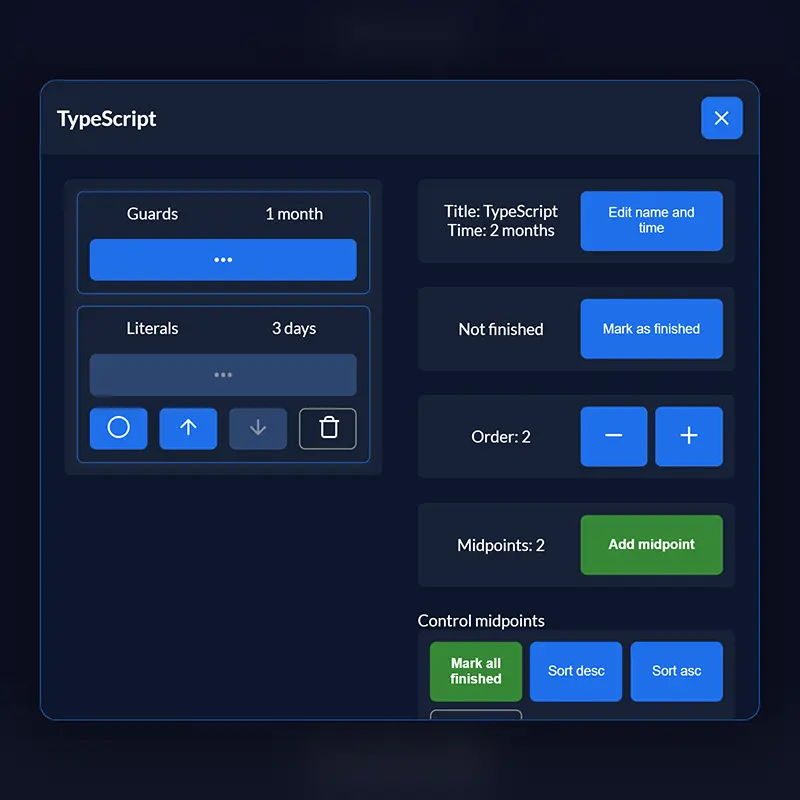 TypeScript
Guards 1 month
•••
Literals 3 days
•••
Title: TypeScript
Time: 2 months
Edit name and
time
Not finished
Mark as finished
Order: 2
Midpoints: 2
Add midpoint
Control midpoints
Mark all
finished
Sort desc
Sort asc